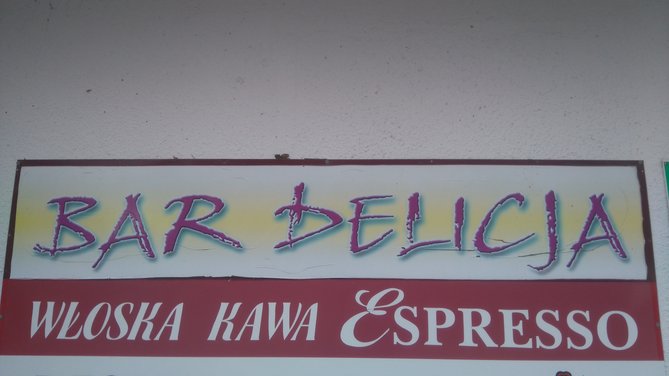 BAR DELICJA
WŁOSKA KAWA ESPRESSO